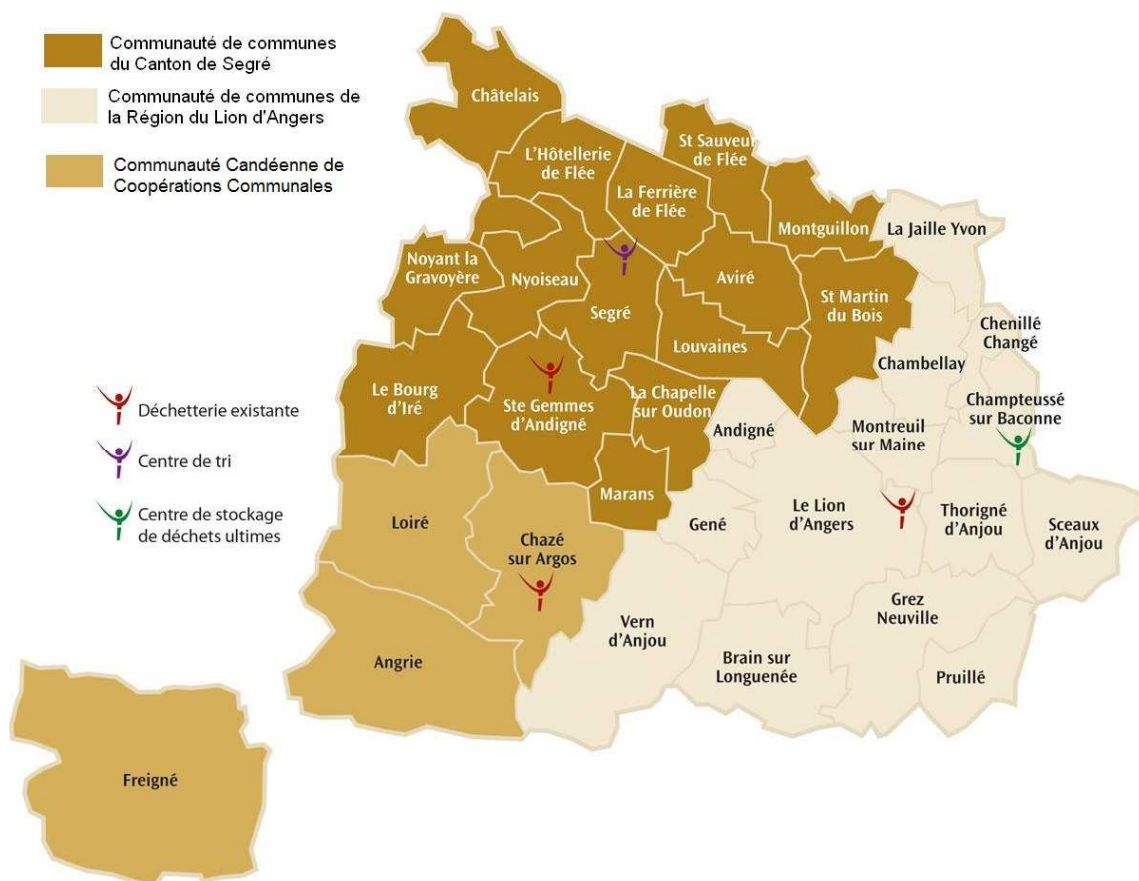 Communauté de communes
du Canton de Segré
Communauté de communes de
la Région du Lion d'Angers
Communauté Candéenne de
Coopérations Communales
Châtelais
L'Hôtellerie
de Flée
St Sauveur
de Flée
La Ferrière
de Flée
Montguillon
La Jaille Yvon
Noyant la
Gravoyère
Nyoiseau
Segré
Aviré
St Martin
du Bois
Louvaines
Chenillé
Changé
Chambellay
Le Bourg
d'Iré
Ste Gemmes
d'Andigné
La Chapelle
sur Oudon
Andigné
Montreuil
sur Maine
Champteussé
sur Baconne
Déchetterie existante
Centre de tri
Centre de stockage
de déchets ultimes
Marans
Loiré
Chazé
sur Argos
Gené
Le Lion
d'Angers
Thorigné
d'Anjou
Sceaux
d'Anjou
Vern
d'Anjou
Grez
Neuville
Angrie
Brain sur
Longuenée
Pruillé
Freigné